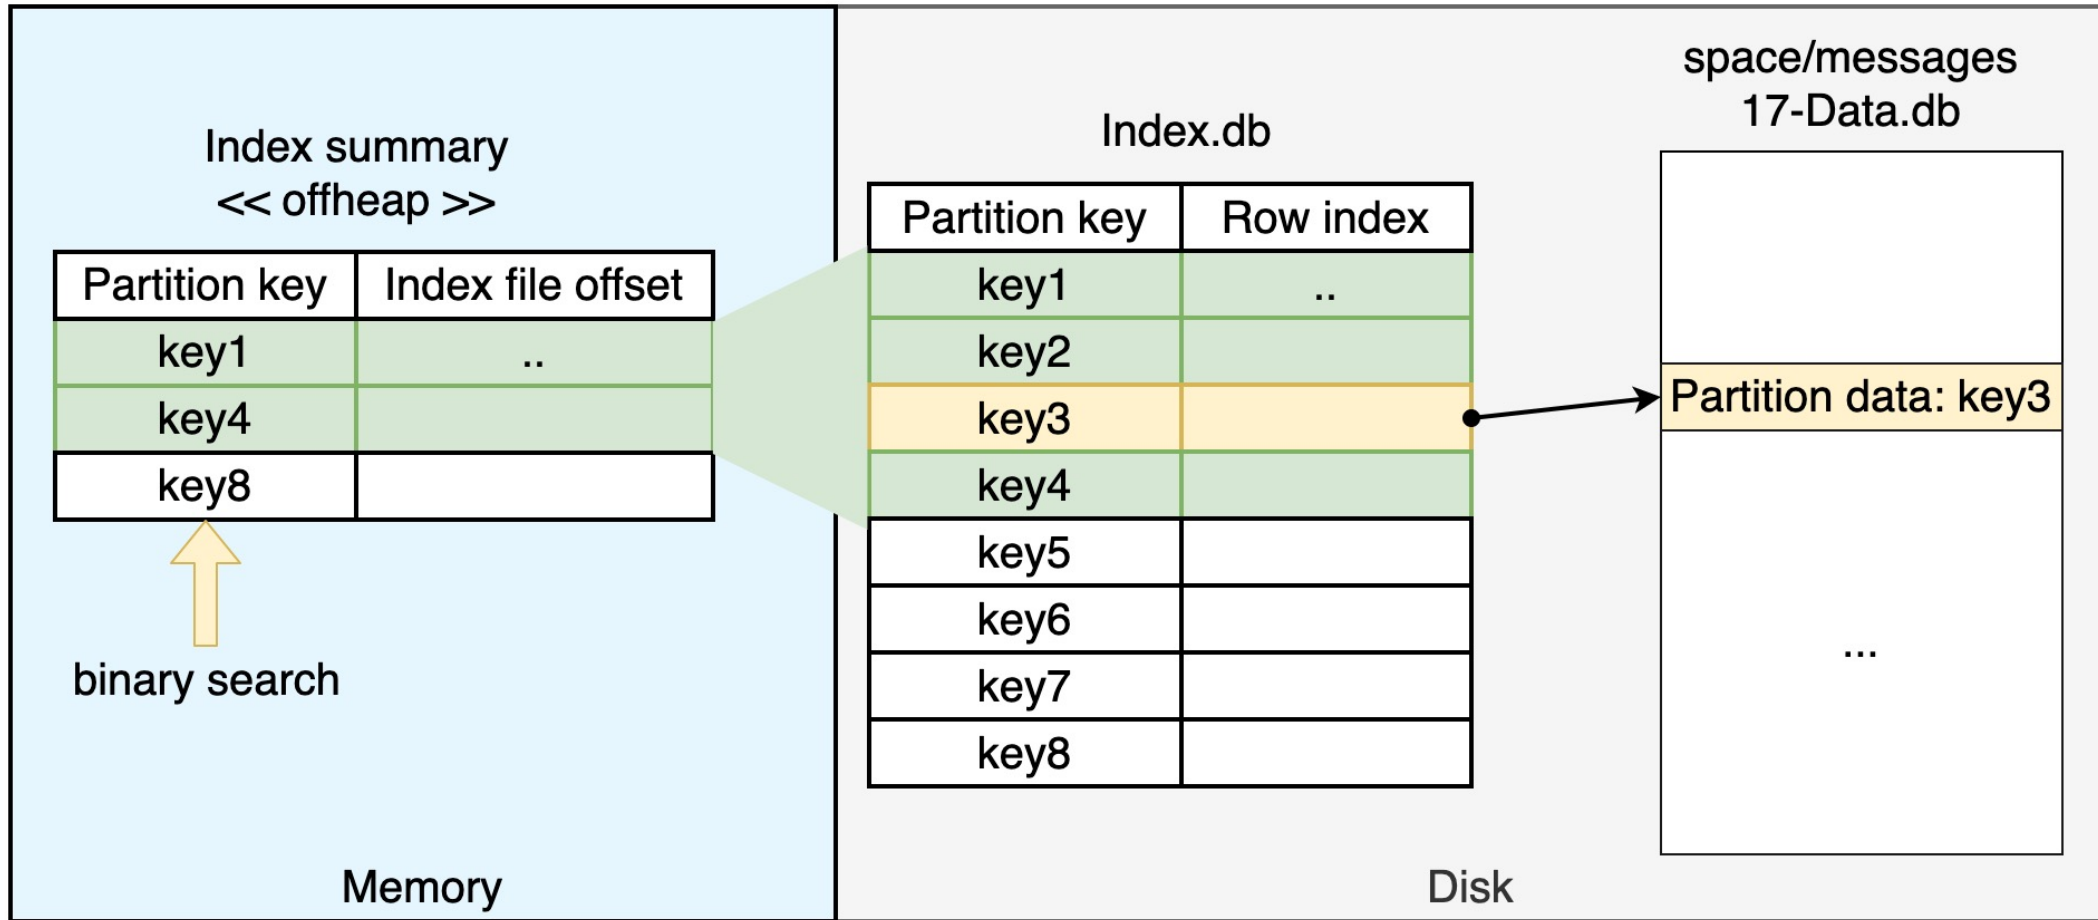 Index summary
<< offheap >>
Partition key Index file offset
key1 ..
key4
key8
binary search
Memory
Index.db
Partition key Row index
key1 ..
key2
key3
key4
key5
key6
key7
key8
space/messages
17-Data.db
Partition data: key3
...
Disk